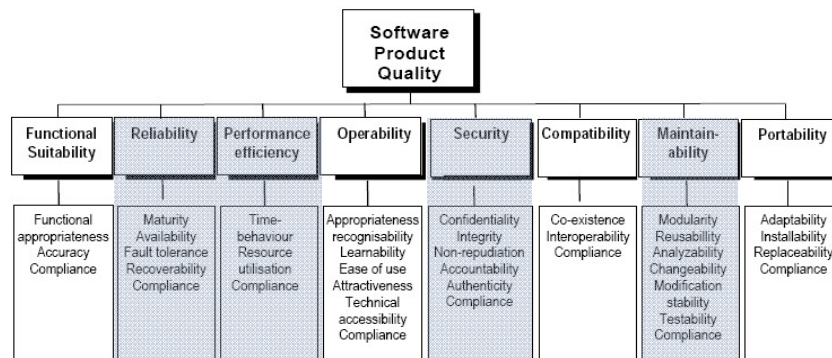 Software
Product
Quality
Functional
Suitability
Reliability
Performance
efficiency
Operability
Security
Compatibility
Maintain-
ability
Portability
Functional
appropriateness
Accuracy
Compliance
Maturity
Availability
Fault tolerance
Recoverability
Compliance
Time-
behaviour
Resource
utilisation
Compliance
Appropriateness
recognisability
Learnability
Ease of use
Attractiveness
Technical
accessibility
Compliance
Confidentiality
Integrity
Non-repudiation
Accountability
Authenticity
Compliance
Co-existence
Interoperability
Compliance
Modularity
Reusabillity
Analyzability
Changeability
Modification
stability
Testability
Compliance
Adaptability
Installability
Replaceability
Compliance